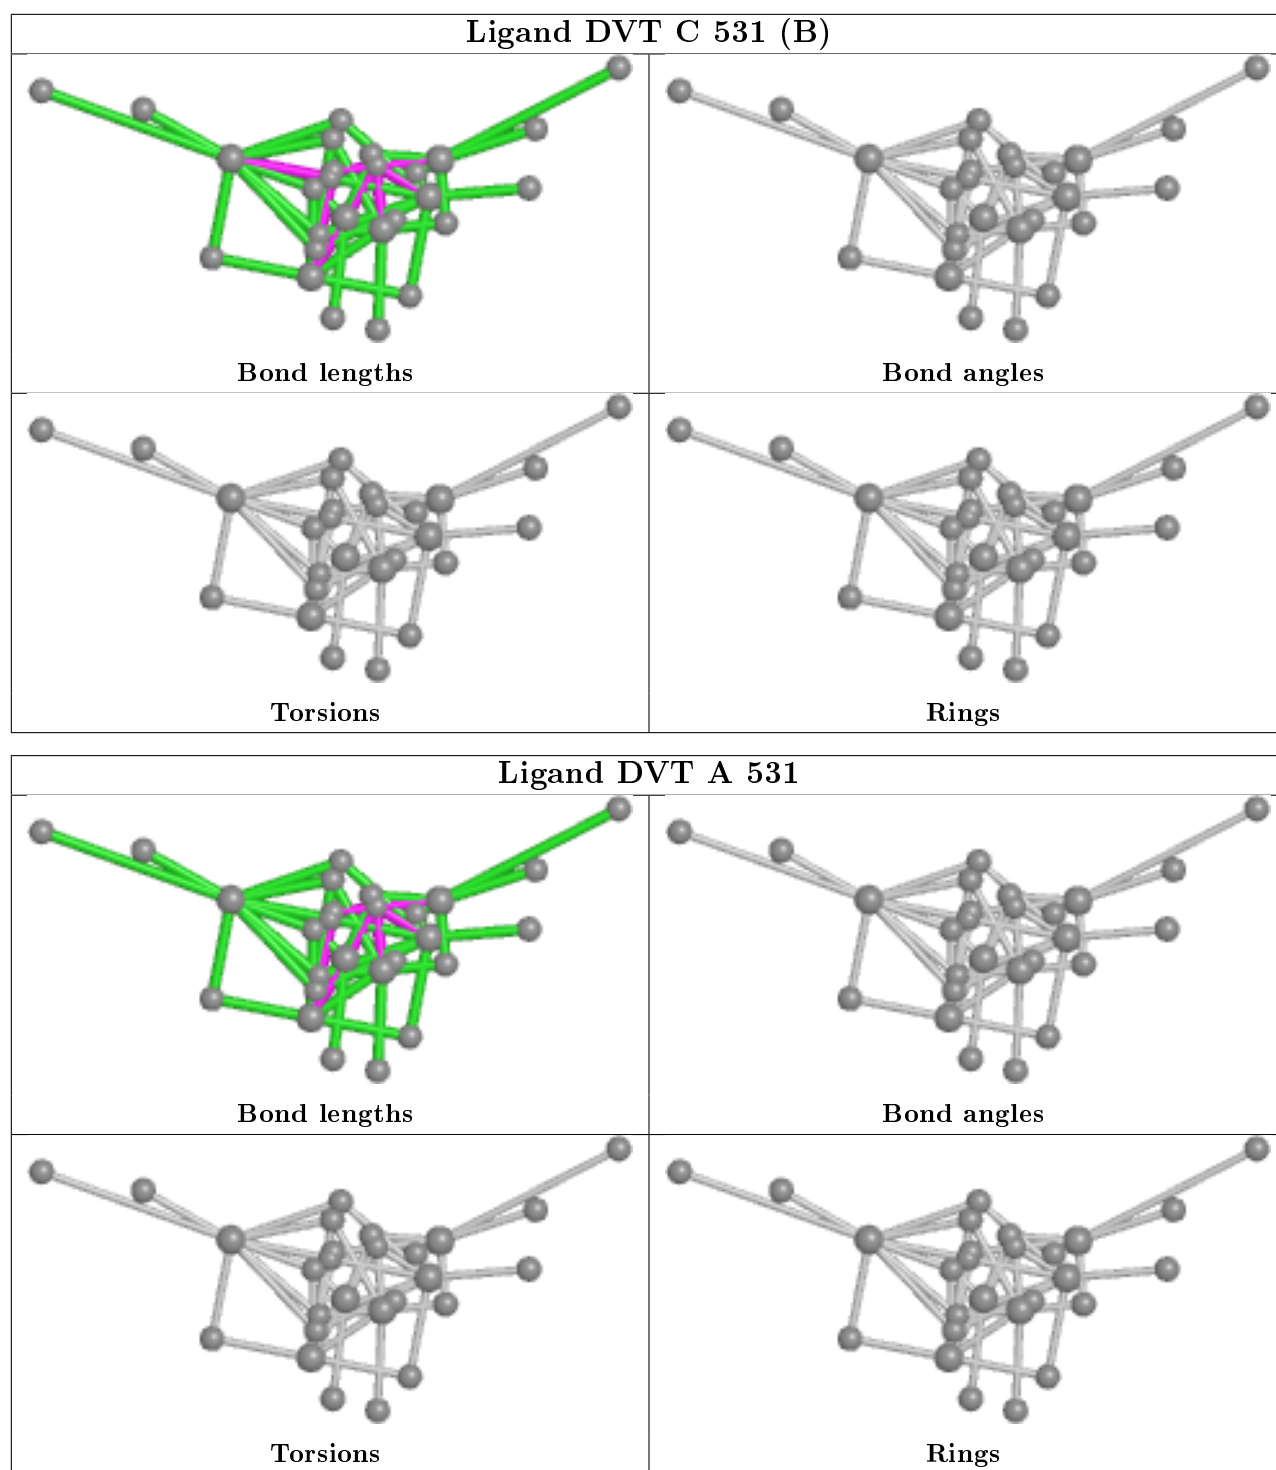 Ligand DVT C 531 (B)
Bond lengths
Bond angles
Torsions
Rings
Ligand DVT A 531
Bond lengths
Bond angles
Torsions
Rings